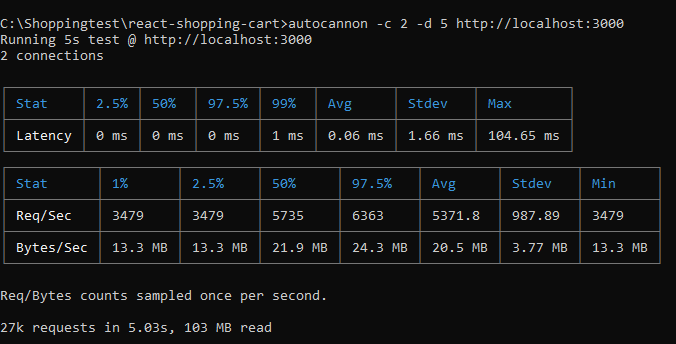 C:\Shoppingtest\react-shopping-cart>autocannon -c 2 -d 5 http://localhost:3000
Running 5s test @ http://localhost:3000
2 connections
Stat 2.5% 50% 97.5% 99% Avg Stdev Max
Latency 0 ms 0 ms 0 ms 1 ms 0.06 ms 1.66 ms 104.65 ms
Stat 1% 2.5% 50% 97.5% Avg Stdev Min
Req/Sec 3479 3479 5735 6363 5371.8 987.89 3479
Bytes/Sec 13.3 MB 13.3 MB 21.9 MB 24.3 MB 20.5 MB 3.77 MB 13.3 MB
Req/Bytes counts sampled once per second.
27k requests in 5.03s, 103 MB read